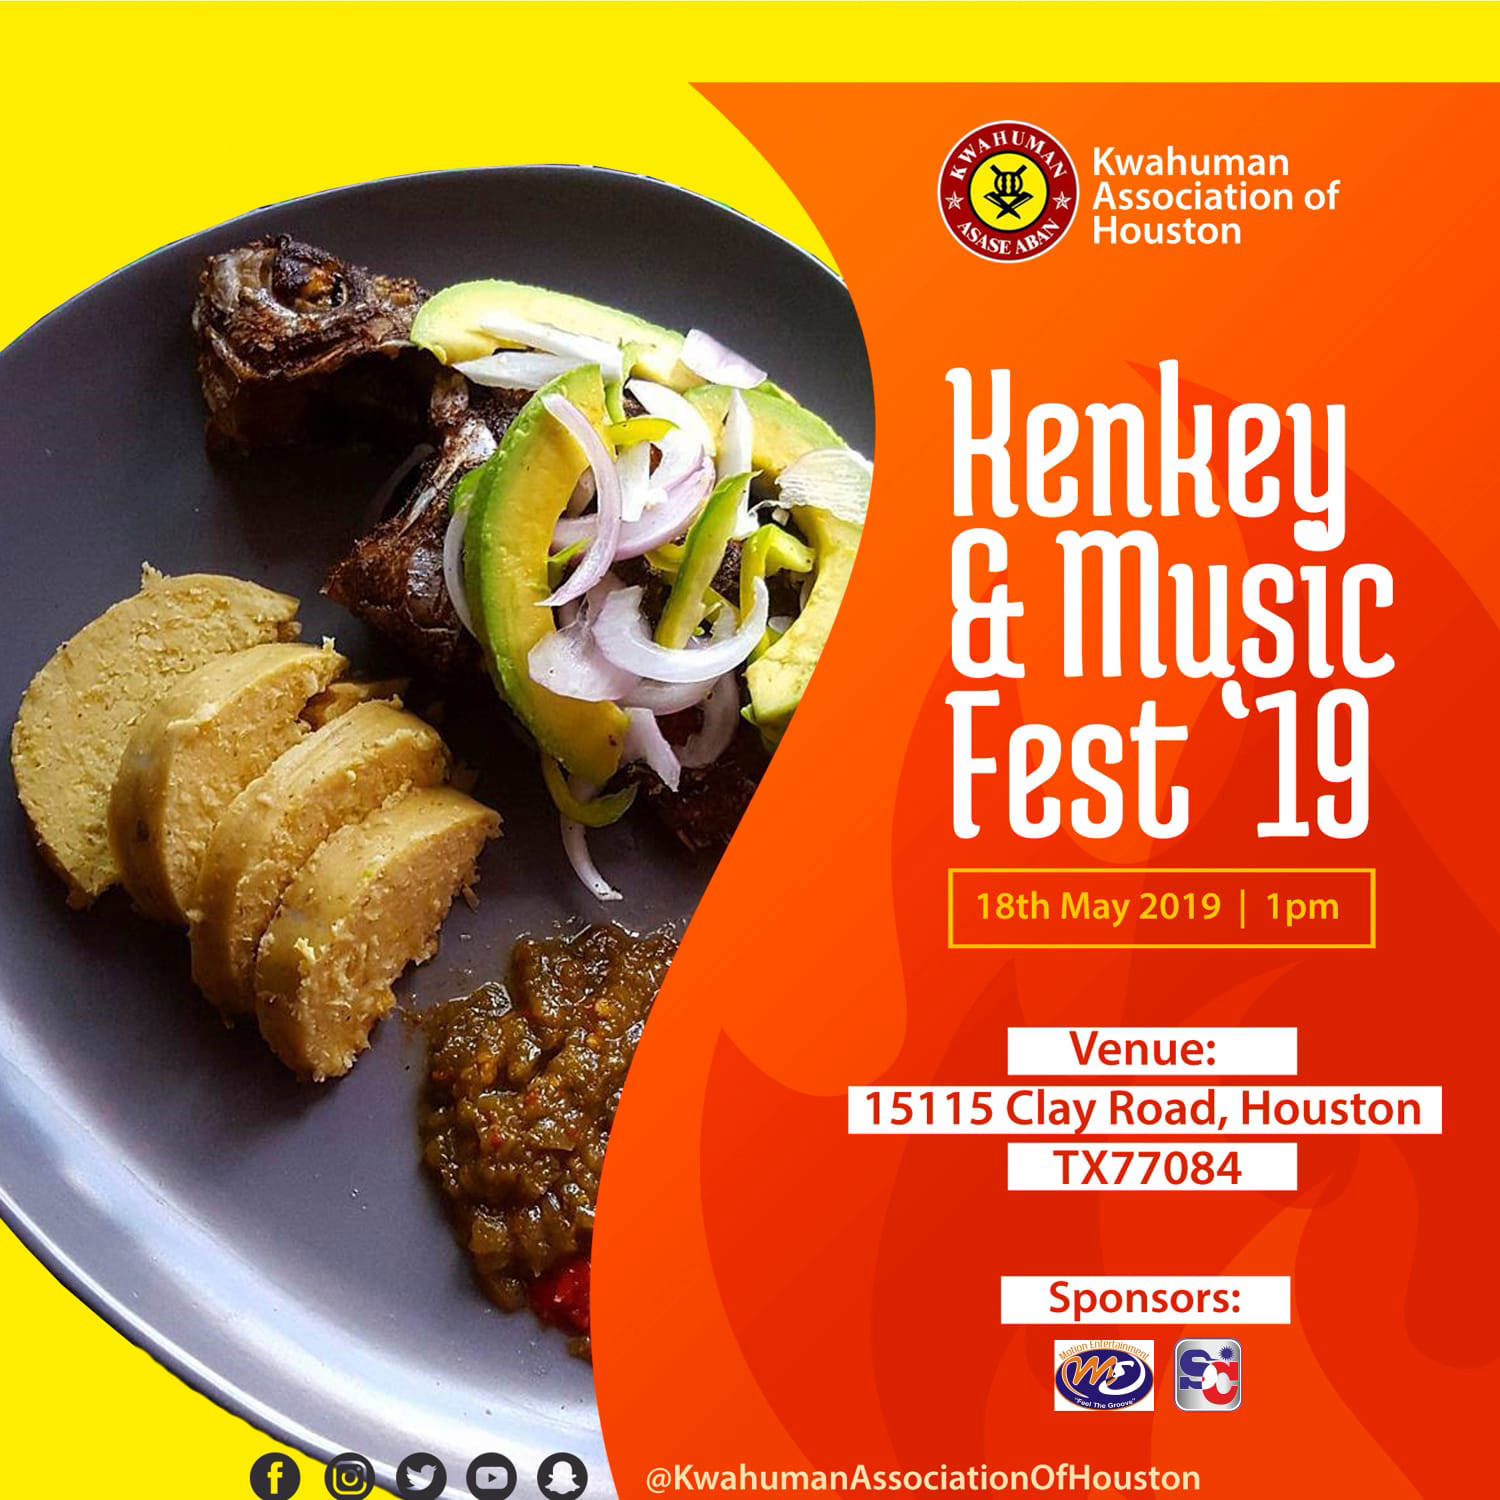 KWAHUMAN
ASASE ABAN
Kwahuman
Association of
Houston
Kenkey
& Music
Fest '19
18th May 2019 | 1pm
Venue:
15115 Clay Road, Houston
TX77084
Sponsors:
Motion Entertainment
"Feel The Groove"
@KwahumanAssociationOfHouston